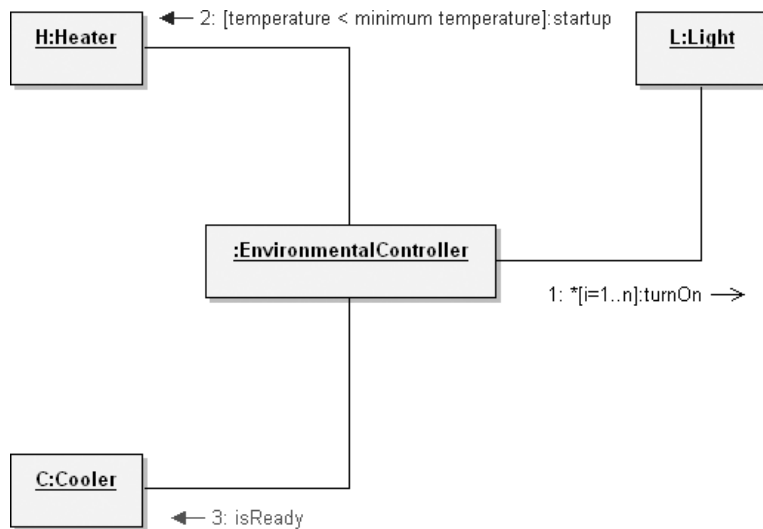 2: [temperature < minimum temperature]:startup
H:Heater
L:Light
:EnvironmentalController
1: *[i=1..n]:turnOn
C:Cooler
3: isReady